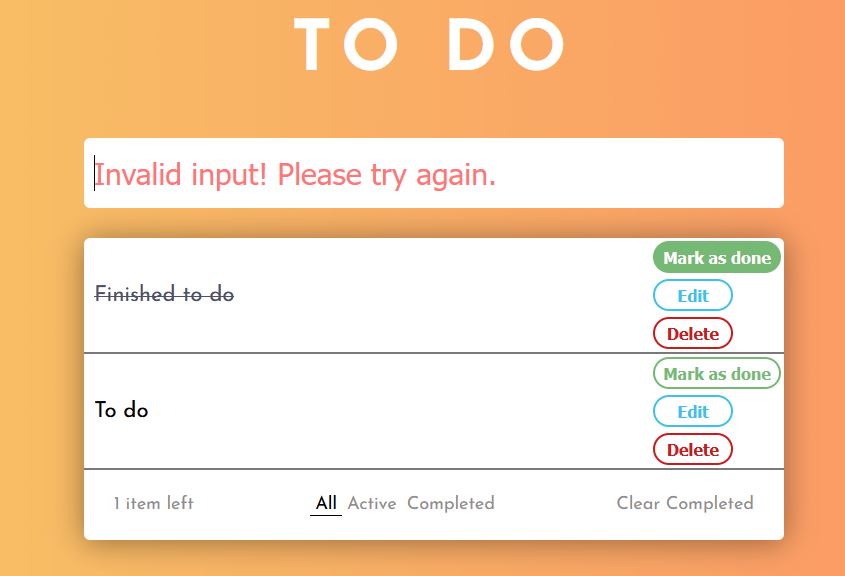 TO DO
Invalid input! Please try again.
Mark as done
Finished to do
Edit
Delete
Mark as done
To do
Edit
Delete
1 item left All Active Completed Clear Completed